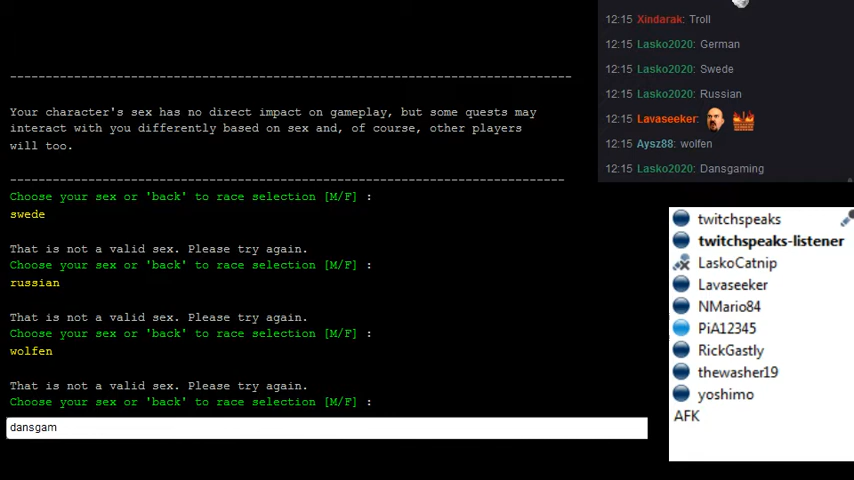 -------------------------------------------------------------------------------
Your character's sex has no direct impact on gameplay, but some quests may
interact with you differently based on sex and, of course, other players
will too.
------------------------------------------------------------------------------
Choose your sex or 'back' to race selection [M/F] :
swede
That is not a valid sex. Please try again.
Choose your sex or 'back' to race selection [M/F] :
russian
That is not a valid sex. Please try again.
Choose your sex or 'back' to race selection [M/F] :
wolfen
That is not a valid sex. Please try again.
Choose your sex or 'back' to race selection [M/F] :
dansgam
12:15 Xindarak: Troll
12:15 Lasko2020: German
12:15 Lasko2020: Swede
12:15 Lasko2020: Russian
12:15 Lavaseeker:
12:15 Aysz88: wolfen
12:15 Lasko2020: Dansgaming
twitchspeaks
twitchspeaks-listener
LaskoCatnip
Lavaseeker
NMario84
PiA12345
RickGastly
thewasher19
yoshimo
AFK